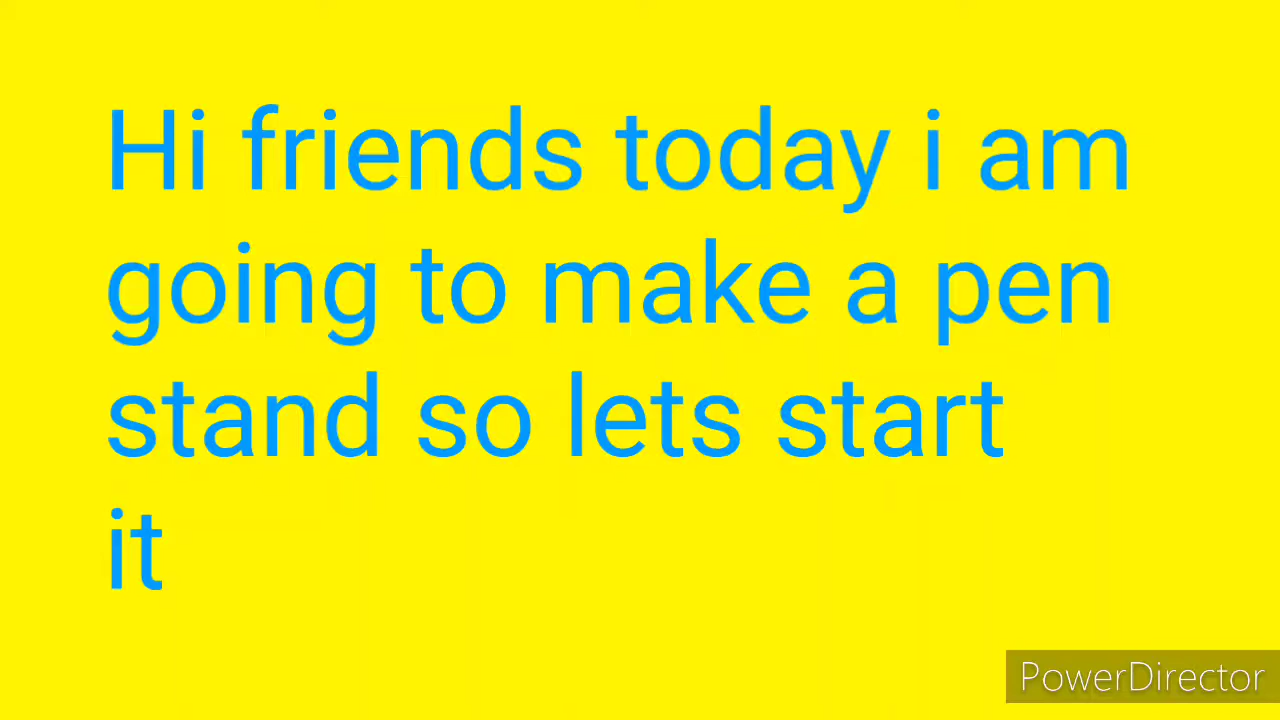 Hi friends today i am
going to make a pen
stand so lets start
it
PowerDirector